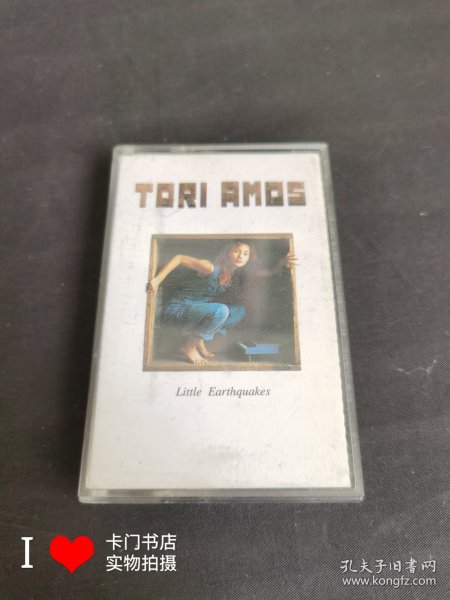 TORI AMOS
Little Earthquakes
I ❤ 卡门书店
实物拍摄
孔夫子旧书网
www.kongfz.com